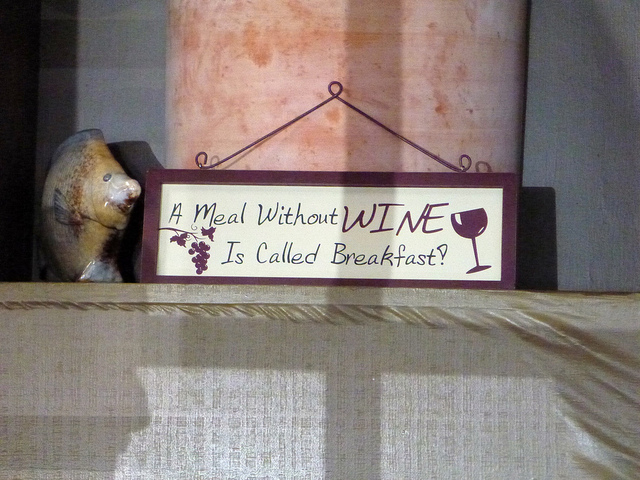 A Meal Without WINE
Is Called Breakfast?